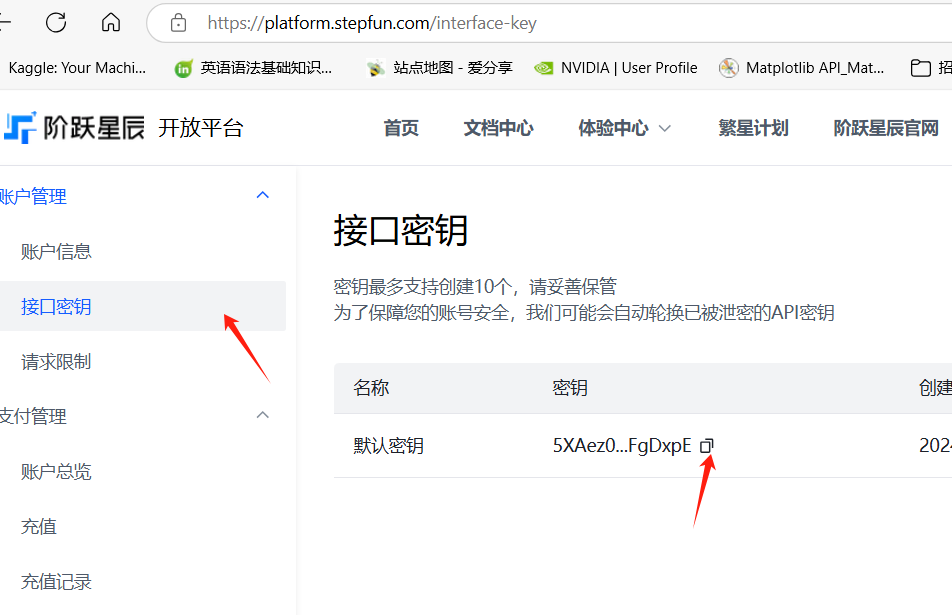 https://platform.stepfun.com/interface-key
Kaggle: Your Machi... 英语语法基础知识... 站点地图 - 爱分享 NVIDIA | User Profile Matplotlib API_Mat... 招
阶跃星辰 开放平台 首页 文档中心 体验中心 繁星计划 阶跃星辰官网
账户管理
账户信息
接口密钥
请求限制
支付管理
账户总览
充值
充值记录
接口密钥
密钥最多支持创建10个，请妥善保管
为了保障您的账号安全，我们可能会自动轮换已被泄密的API密钥
名称 密钥 创建
默认密钥 5XAez0...FgDxpE 202